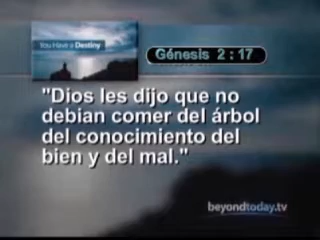 You Have a Destiny
Génesis 2 : 17
"Dios les dijo que no
debian comer del árbol
del conocimiento del
bien y del mal."
beyondtoday.tv